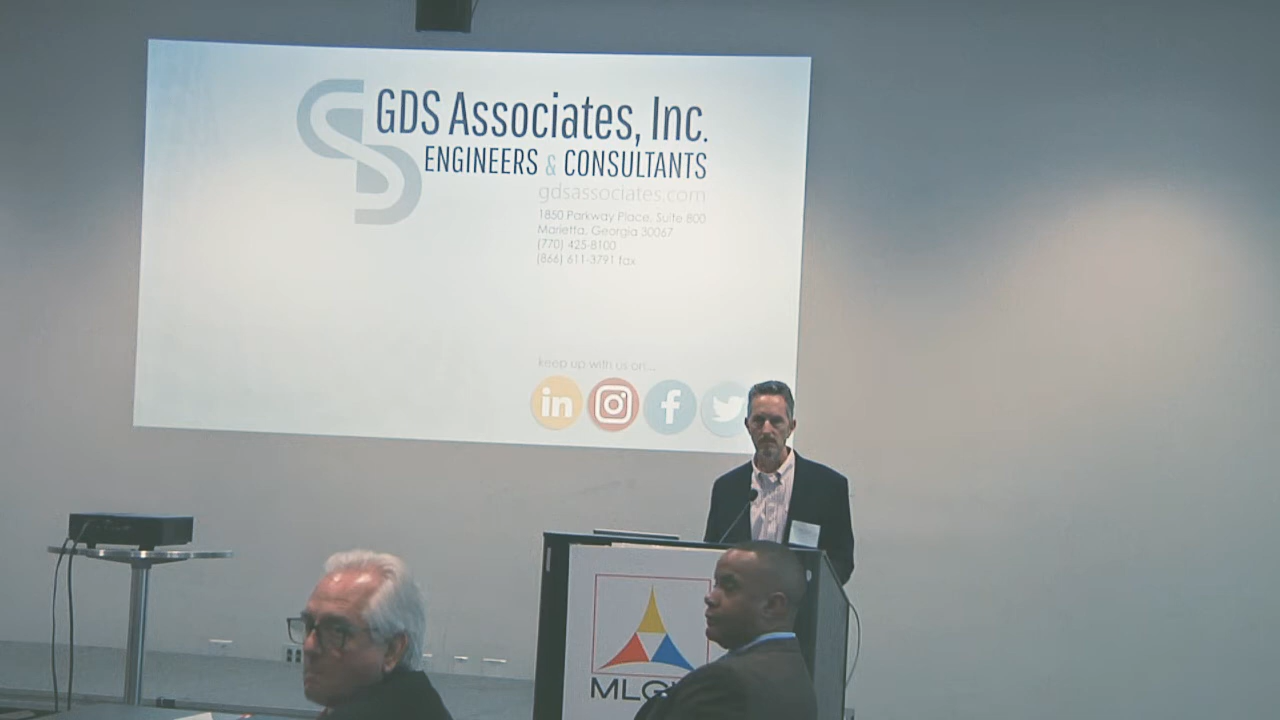 GDS Associates, Inc.
ENGINEERS & CONSULTANTS
gdsassociates.com
1850 Parkway Place, Suite 800
Marietta, Georgia 30067
(770) 425-8100
(866) 611-3791 fax
keep up with us on...
in
MLG